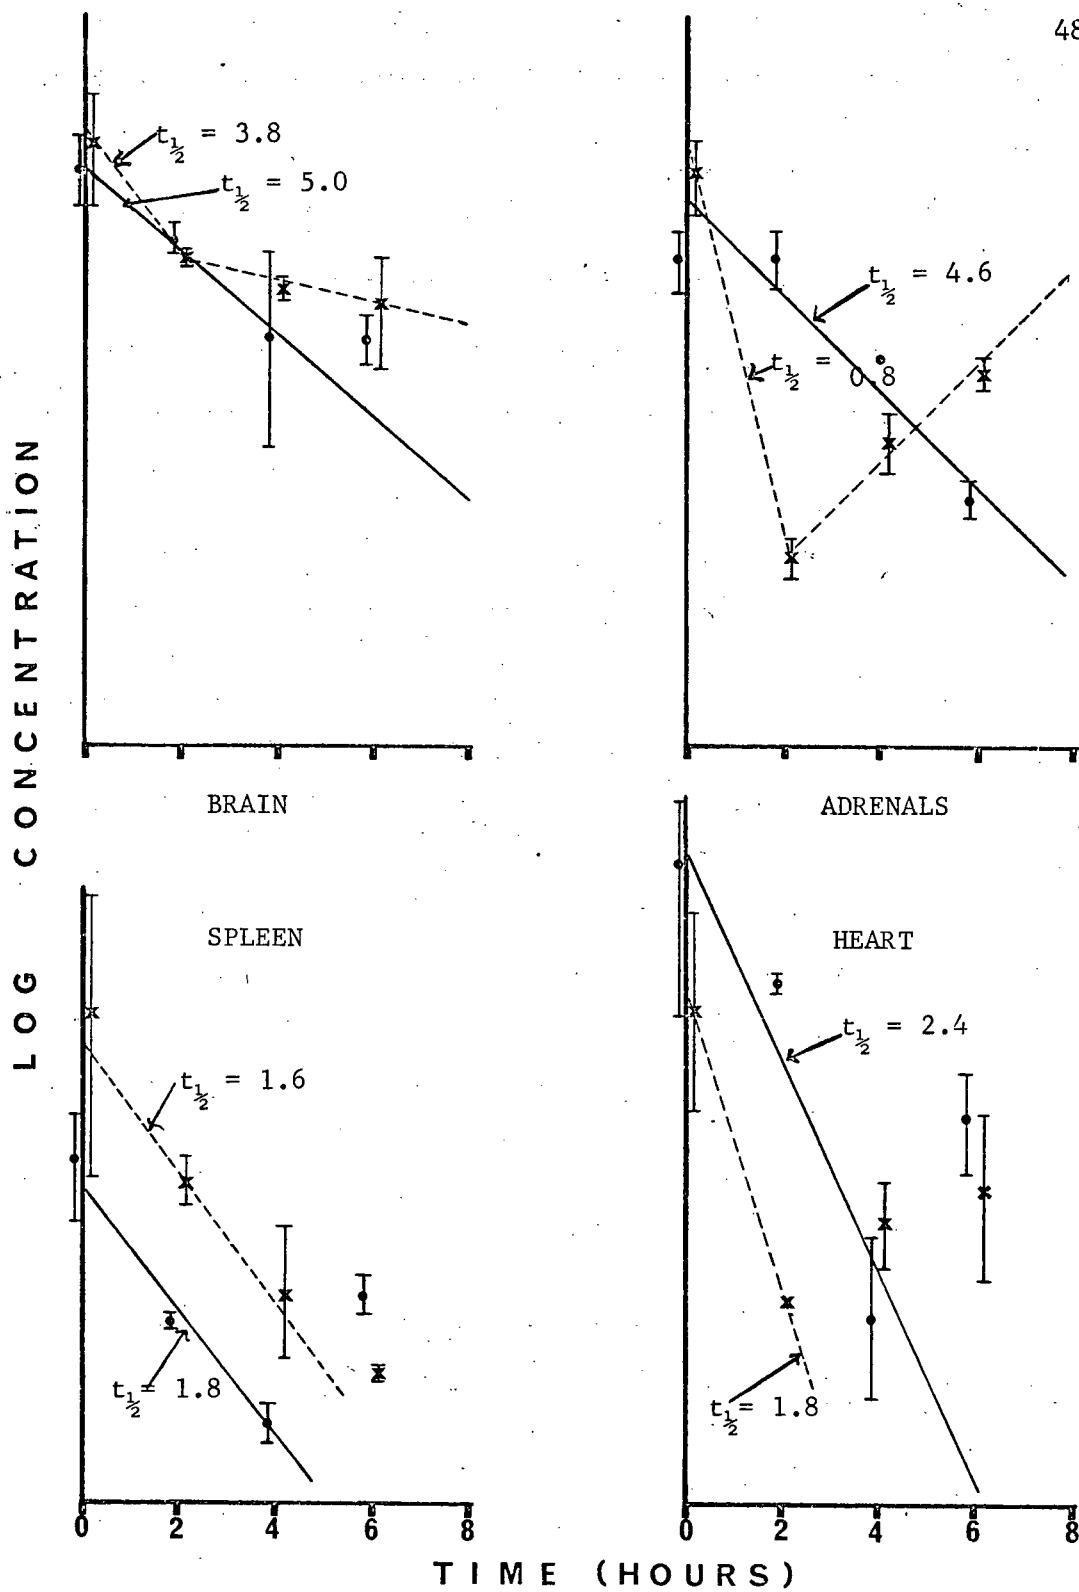 48
t½ = 3.8
t½ = 5.0
t½ = 4.6
t½ = 0.8
LOG CONCENTRATION
BRAIN
ADRENALS
SPLEEN
HEART
t½ = 1.6
t½ = 2.4
t½ = 1.8
t½ = 1.8
0 2 4 6 8
0 2 4 6 8
TIME (HOURS)